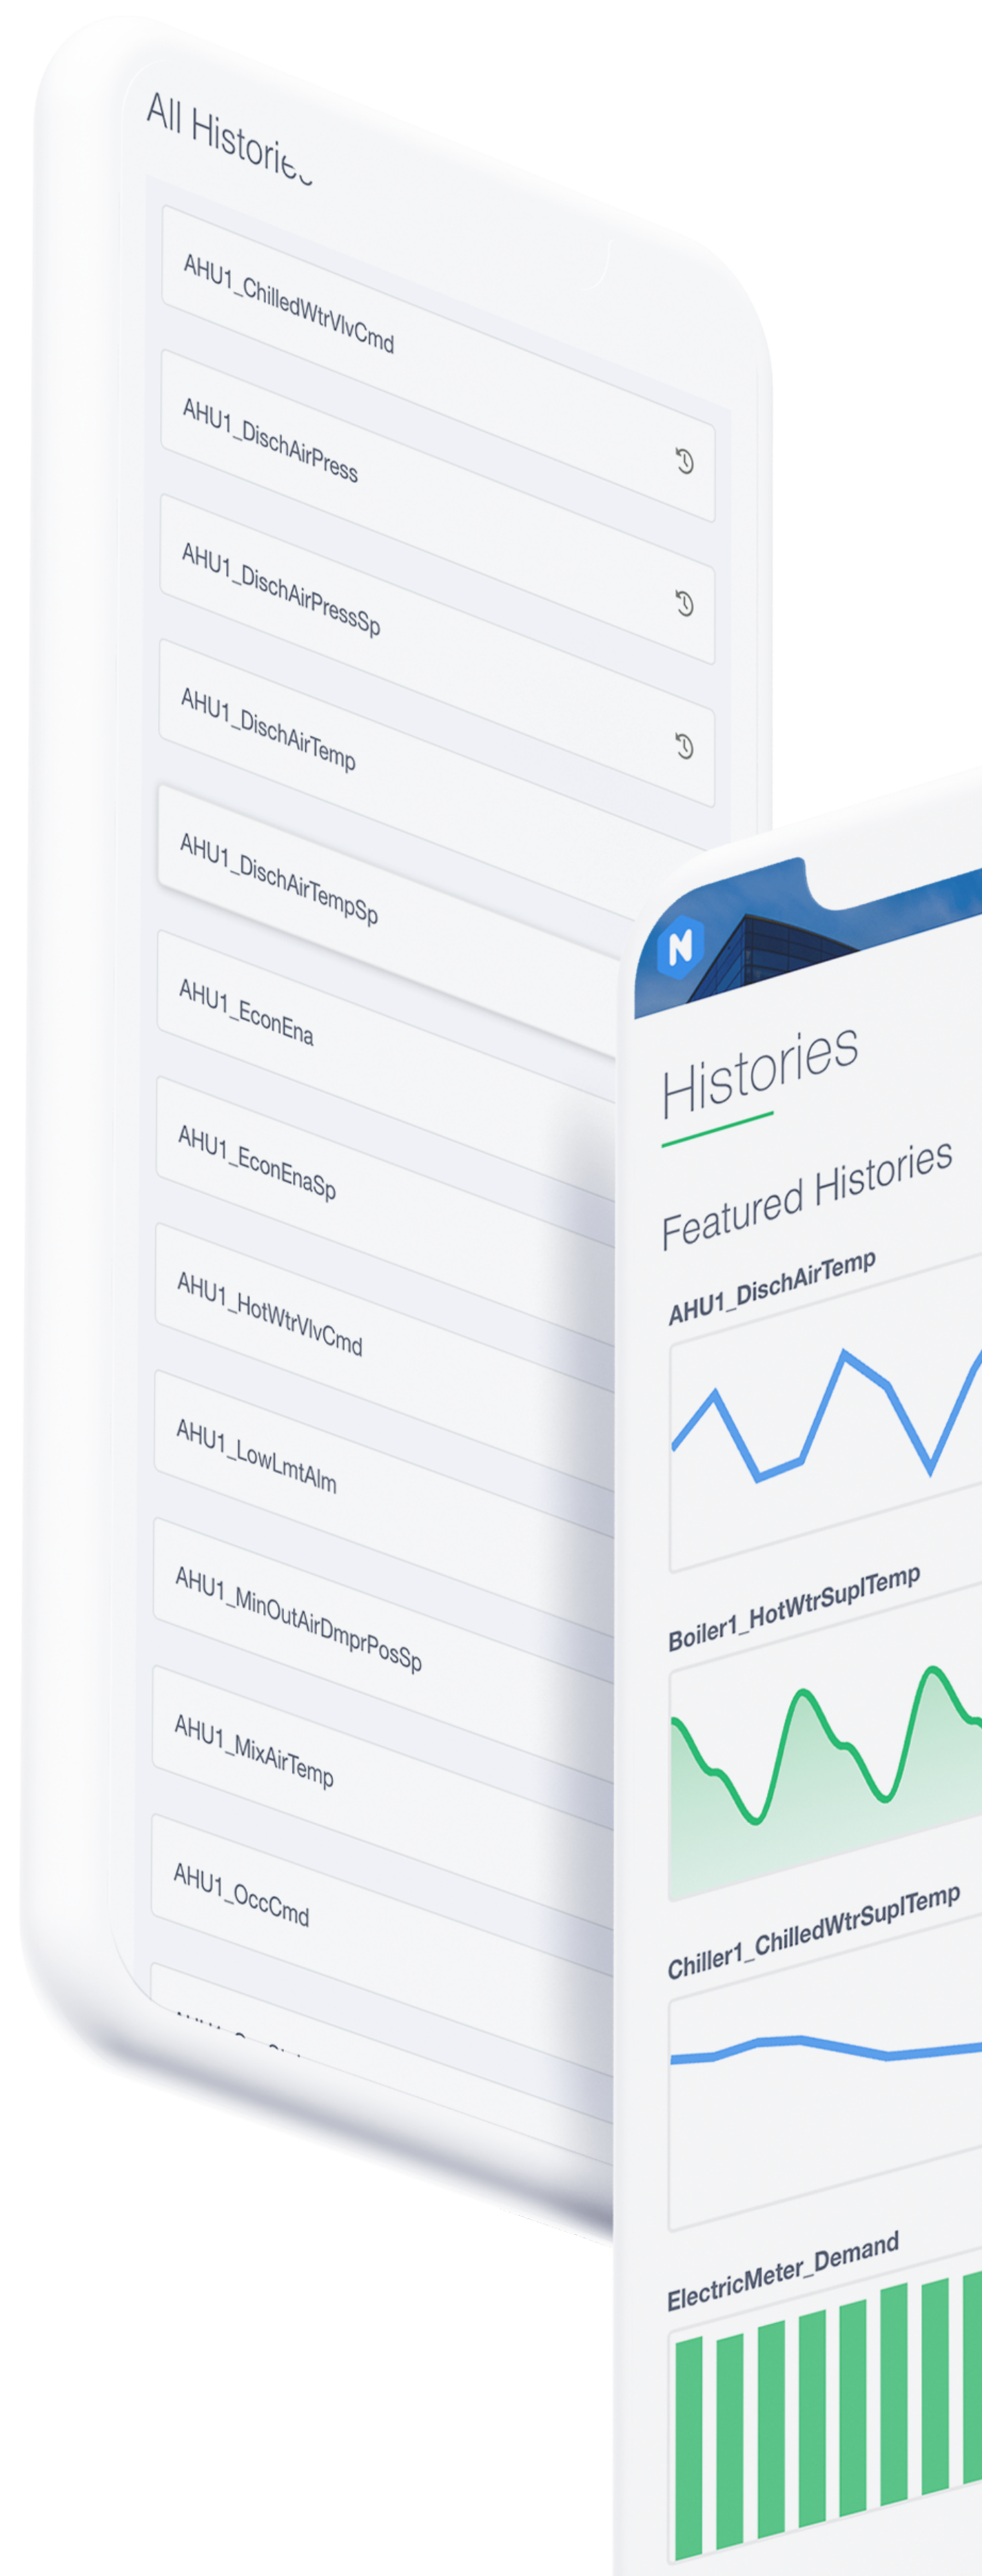 All Histories
AHU1_ChilledWtrVlvCmd
AHU1_DischAirPress
AHU1_DischAirPressSp
AHU1_DischAirTemp
AHU1_DischAirTempSp
AHU1_EconEna
AHU1_EconEnaSp
AHU1_HotWtrVlvCmd
AHU1_LowLmtAlm
AHU1_MinOutAirDmprPosSp
AHU1_MixAirTemp
AHU1_OccCmd
N
Histories
Featured Histories
AHU1_DischAirTemp
Boiler1_HotWtrSuplTemp
Chiller1_ChilledWtrSuplTemp
ElectricMeter_Demand